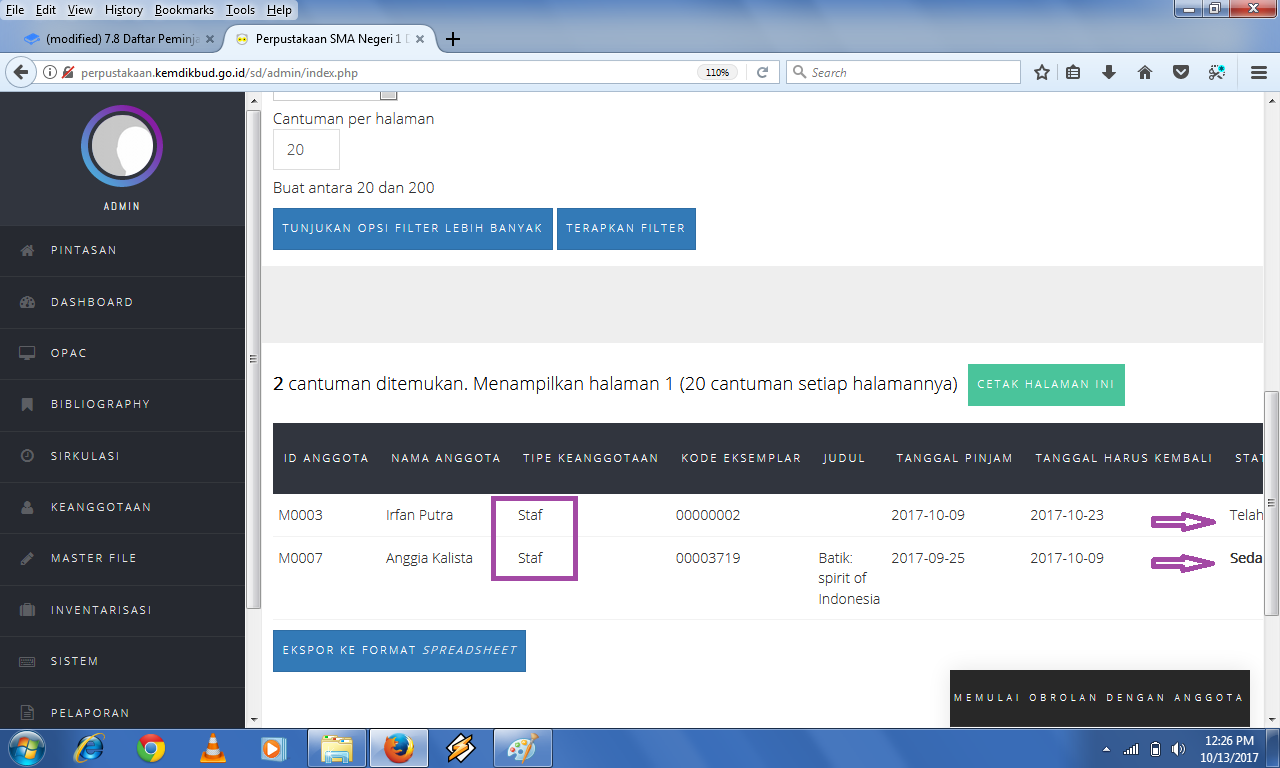 File Edit View History Bookmarks Tools Help
(modified) 7.8 Daftar Peminja
Perpustakaan SMA Negeri 1 D
perpustakaan.kemdikbud.go.id/sd/admin/index.php
110%
Search
ADMIN
PINTASAN
DASHBOARD
OPAC
BIBLIOGRAPHY
SIRKULASI
KEANGGOTAAN
MASTER FILE
INVENTARISASI
SISTEM
PELAPORAN
Cantuman per halaman
20
Buat antara 20 dan 200
TUNJUKAN OPSI FILTER LEBIH BANYAK
TERAPKAN FILTER
2 cantuman ditemukan. Menampilkan halaman 1 (20 cantuman setiap halamannya)
CETAK HALAMAN INI
ID ANGGOTA NAMA ANGGOTA TIPE KEANGGOTAAN KODE EKSEMPLAR JUDUL TANGGAL PINJAM TANGGAL HARUS KEMBALI STAT
M0003 Irfan Putra Staf 00000002 2017-10-09 2017-10-23 Telah
M0007 Anggia Kalista Staf 00003719 Batik: 2017-09-25 2017-10-09 Seda
spirit of
Indonesia
EKSPOR KE FORMAT SPREADSHEET
MEMULAI OBROLAN DENGAN ANGGOTA
12:26 PM
10/13/2017